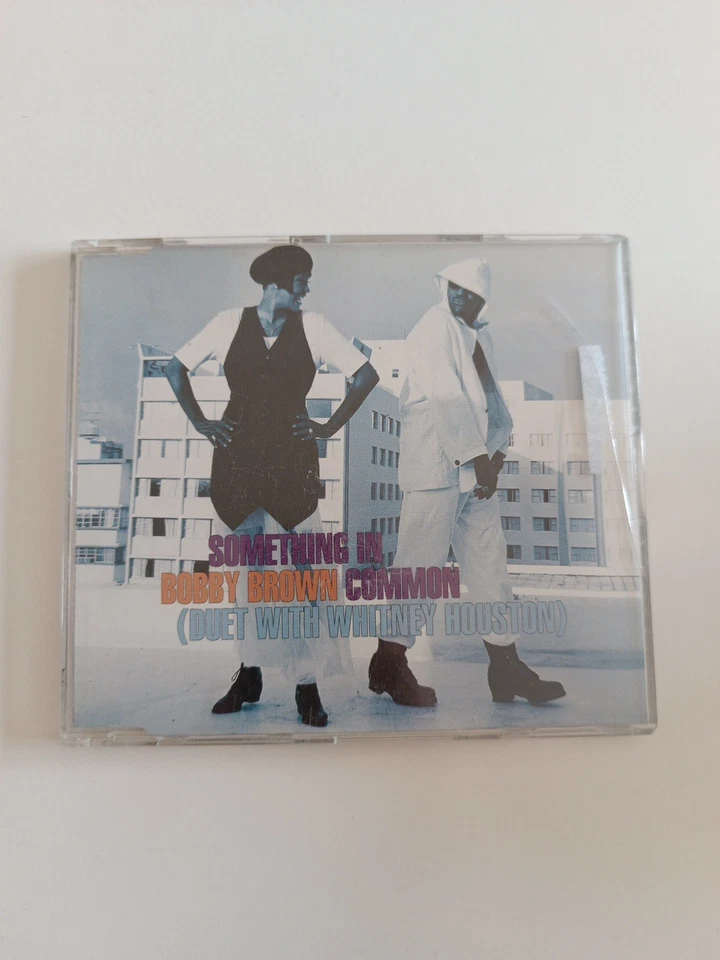 SOMETHING IN
BOBBY BROWN COMMON
(DUET WITH WHITNEY HOUSTON)